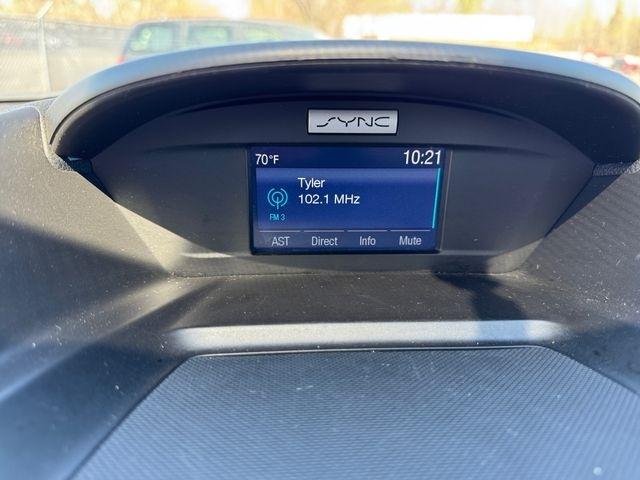 SYNC
70°F 10:21
Tyler
102.1 MHz
FM 3
AST Direct Info Mute